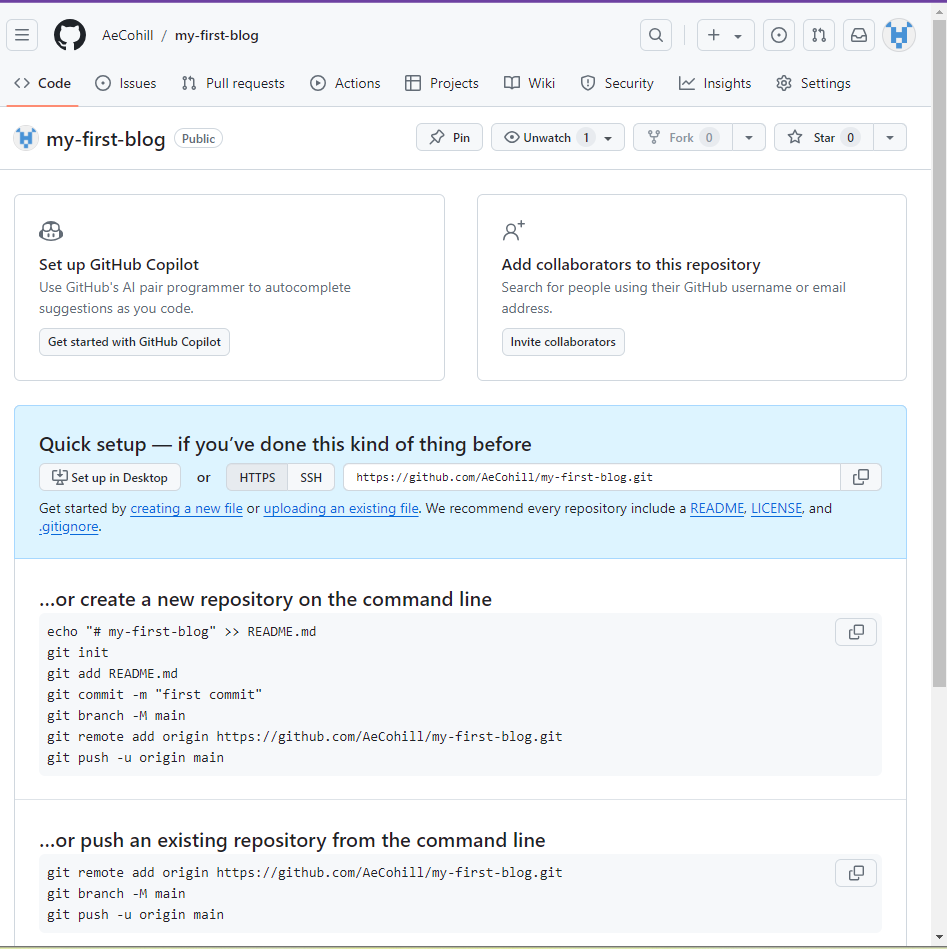 AeCohill / my-first-blog
Code Issues Pull requests Actions Projects Wiki Security Insights Settings
my-first-blog Public Pin Unwatch 1 Fork 0 Star 0
Set up GitHub Copilot
Use GitHub's AI pair programmer to autocomplete
suggestions as you code.
Get started with GitHub Copilot
Add collaborators to this repository
Search for people using their GitHub username or email
address.
Invite collaborators
Quick setup — if you’ve done this kind of thing before
Set up in Desktop or HTTPS SSH https://github.com/AeCohill/my-first-blog.git
Get started by creating a new file or uploading an existing file. We recommend every repository include a README, LICENSE, and
.gitignore.
…or create a new repository on the command line
echo "# my-first-blog" >> README.md
git init
git add README.md
git commit -m "first commit"
git branch -M main
git remote add origin https://github.com/AeCohill/my-first-blog.git
git push -u origin main
…or push an existing repository from the command line
git remote add origin https://github.com/AeCohill/my-first-blog.git
git branch -M main
git push -u origin main